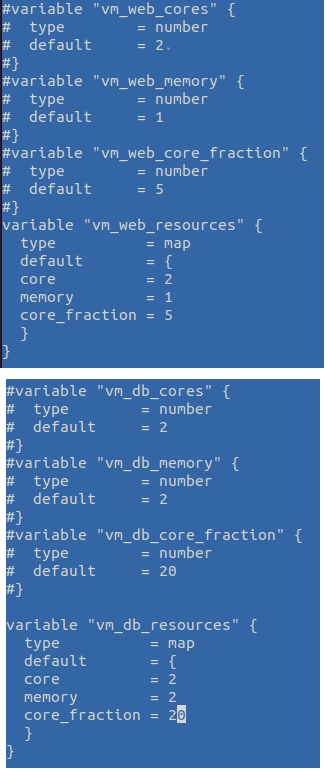 #variable "vm_web_cores" {
#  type        = number
#  default     = 2.
#}
#variable "vm_web_memory" {
#  type        = number
#  default     = 1
#}
#variable "vm_web_core_fraction" {
#  type        = number
#  default     = 5
#}
variable "vm_web_resources" {
  type          = map
  default       = {
  core          = 2
  memory        = 1
  core_fraction = 5
  }
}
#variable "vm_db_cores" {
#  type        = number
#  default     = 2
#}
#variable "vm_db_memory" {
#  type        = number
#  default     = 2
#}
#variable "vm_db_core_fraction" {
#  type        = number
#  default     = 20
#}
variable "vm_db_resources" {
  type          = map
  default       = {
  core          = 2
  memory        = 2
  core_fraction = 20
  }
}